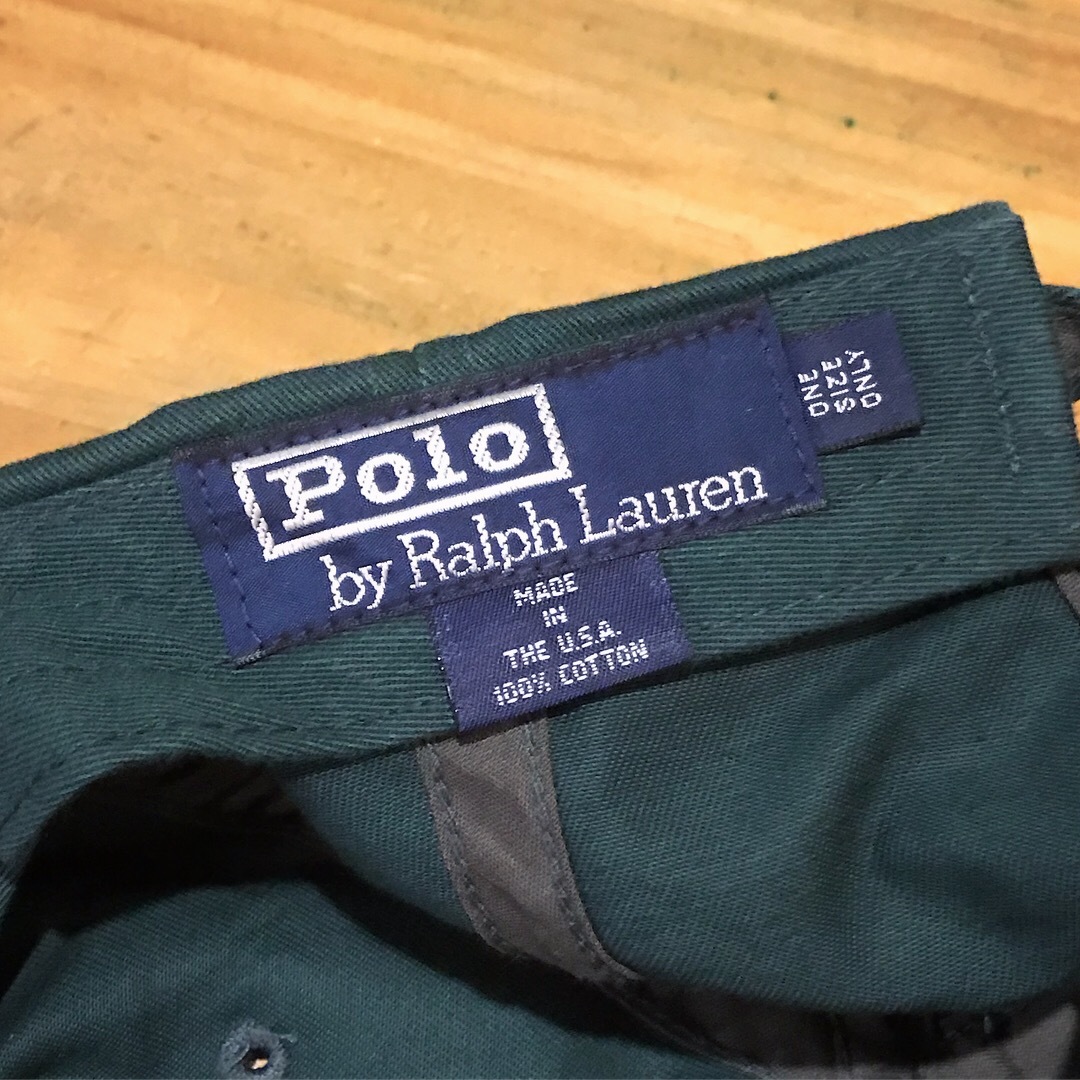 Polo
by Ralph Lauren
ONE
SIZE
ONLY
MADE
IN
THE U.S.A.
100% COTTON